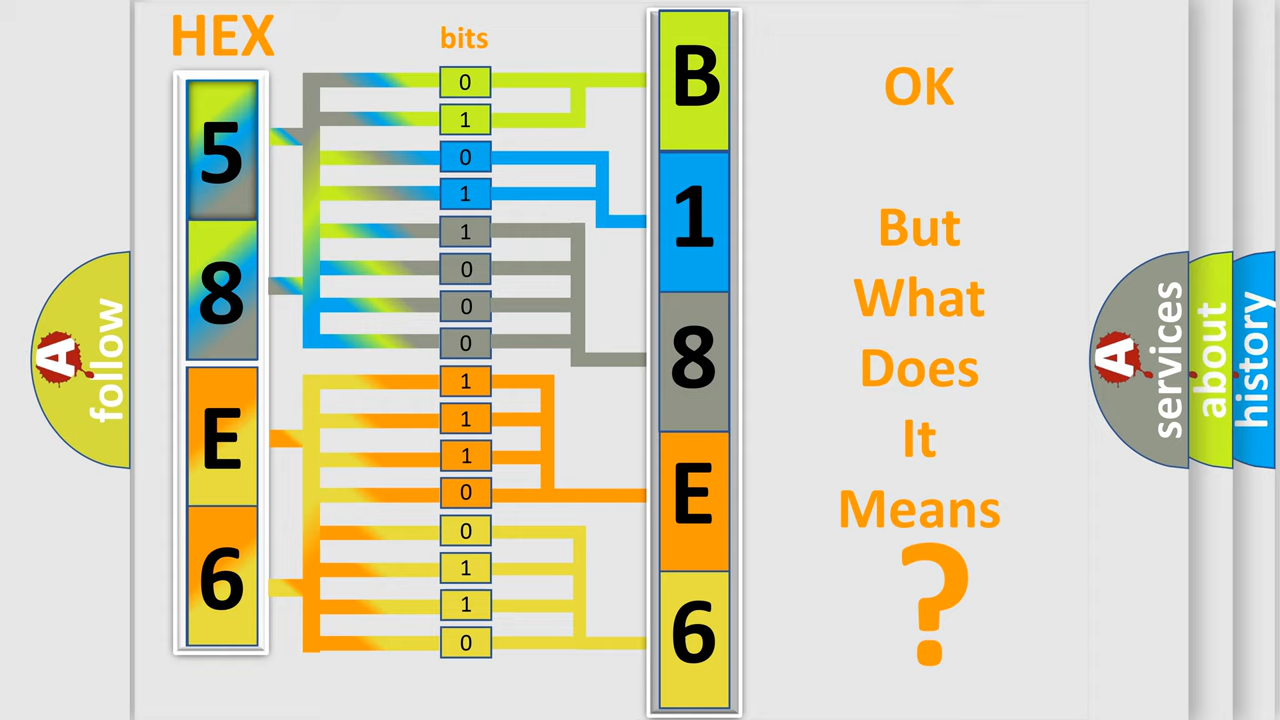 HEX
bits
5
8
E
6
0
1
0
1
1
0
0
0
1
1
1
0
0
1
1
0
B
1
8
E
6
OK
But
What
Does
It
Means
?
A
follow
A
services
about
history